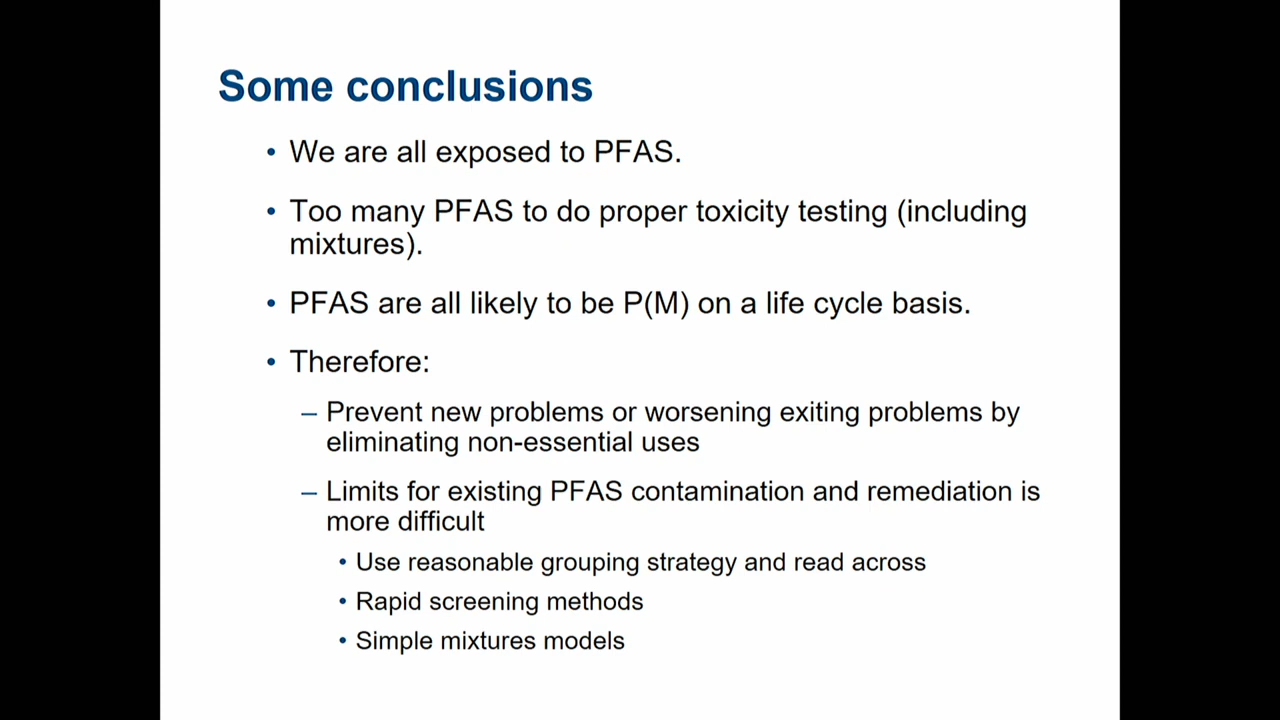 Some conclusions
• We are all exposed to PFAS.
• Too many PFAS to do proper toxicity testing (including
mixtures).
• PFAS are all likely to be P(M) on a life cycle basis.
• Therefore:
– Prevent new problems or worsening exiting problems by
eliminating non-essential uses
– Limits for existing PFAS contamination and remediation is
more difficult
• Use reasonable grouping strategy and read across
• Rapid screening methods
• Simple mixtures models